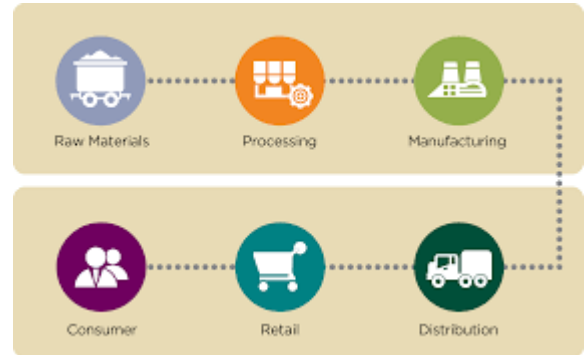 Raw Materials
Processing
Manufacturing
Consumer
Retail
Distribution